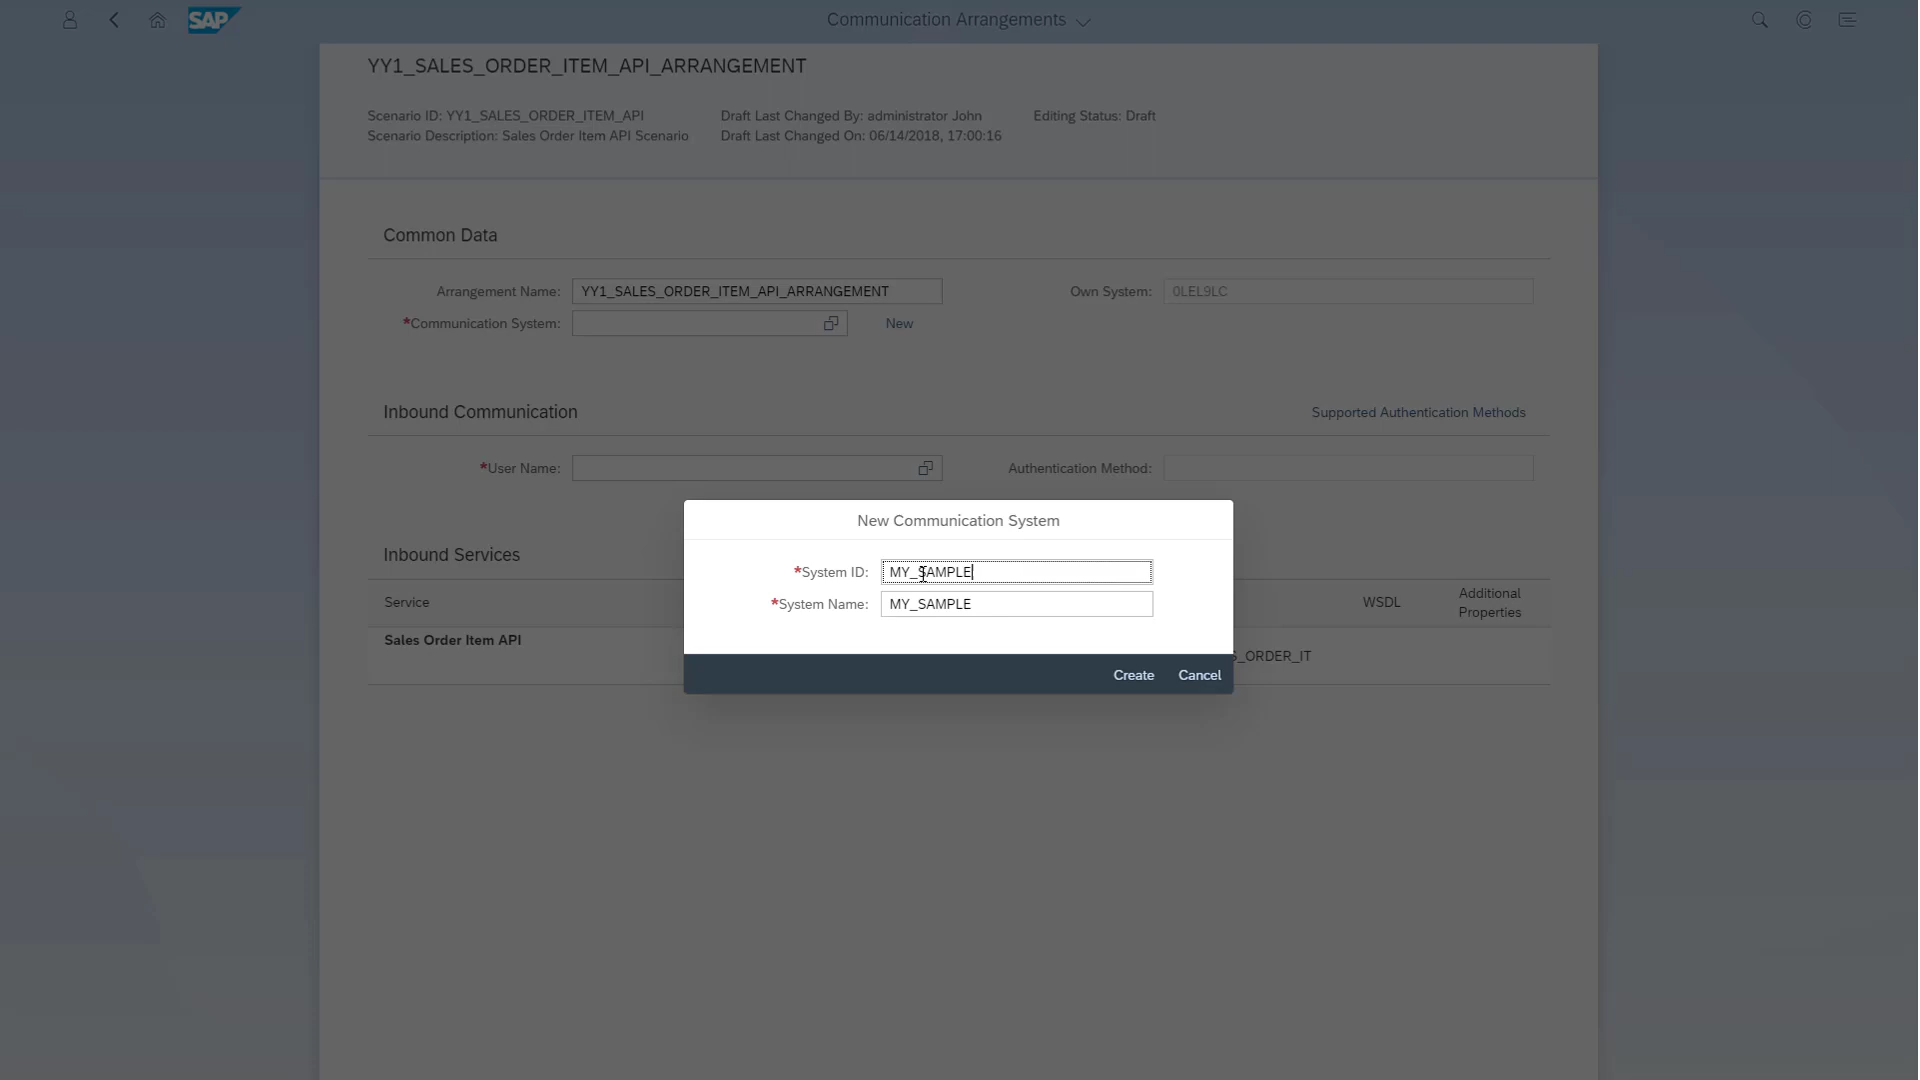 SAP
Communication Arrangements
YY1_SALES_ORDER_ITEM_API_ARRANGEMENT
Scenario ID: YY1_SALES_ORDER_ITEM_API
Draft Last Changed By: administrator John
Editing Status: Draft
Scenario Description: Sales Order Item API Scenario
Draft Last Changed On: 06/14/2018, 17:00:16
Common Data
Arrangement Name: YY1_SALES_ORDER_ITEM_API_ARRANGEMENT
Own System: 0LEL9LC
*Communication System:
New
Inbound Communication
Supported Authentication Methods
*User Name:
Authentication Method:
New Communication System
*System ID: MY_SAMPLE
*System Name: MY_SAMPLE
Create
Cancel
Inbound Services
Service
WSDL
Additional
Properties
Sales Order Item API
_ORDER_IT